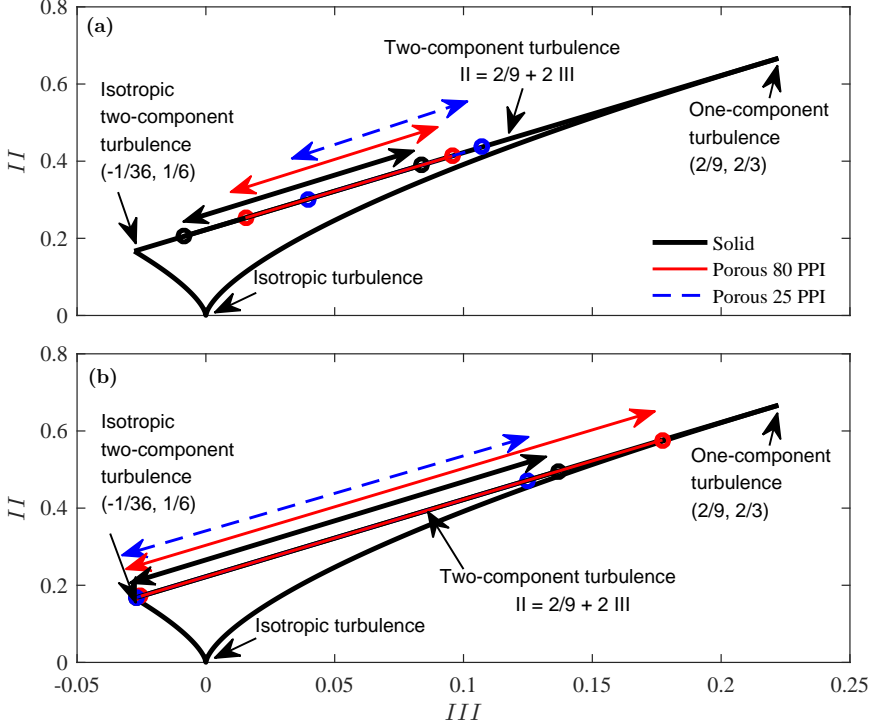 0.8
(a)
Two-component turbulence
II = 2/9 + 2 III
Isotropic
two-component
turbulence
(-1/36, 1/6)
0.6
One-component
turbulence
(2/9, 2/3)
II
0.4
Solid
Porous 80 PPI
Porous 25 PPI
0.2
Isotropic turbulence
0
0.8
(b)
Isotropic
two-component
turbulence
(-1/36, 1/6)
0.6
One-component
turbulence
(2/9, 2/3)
II
0.4
Two-component turbulence
II = 2/9 + 2 III
0.2
Isotropic turbulence
0
-0.05 0 0.05 0.1 0.15 0.2 0.25
III